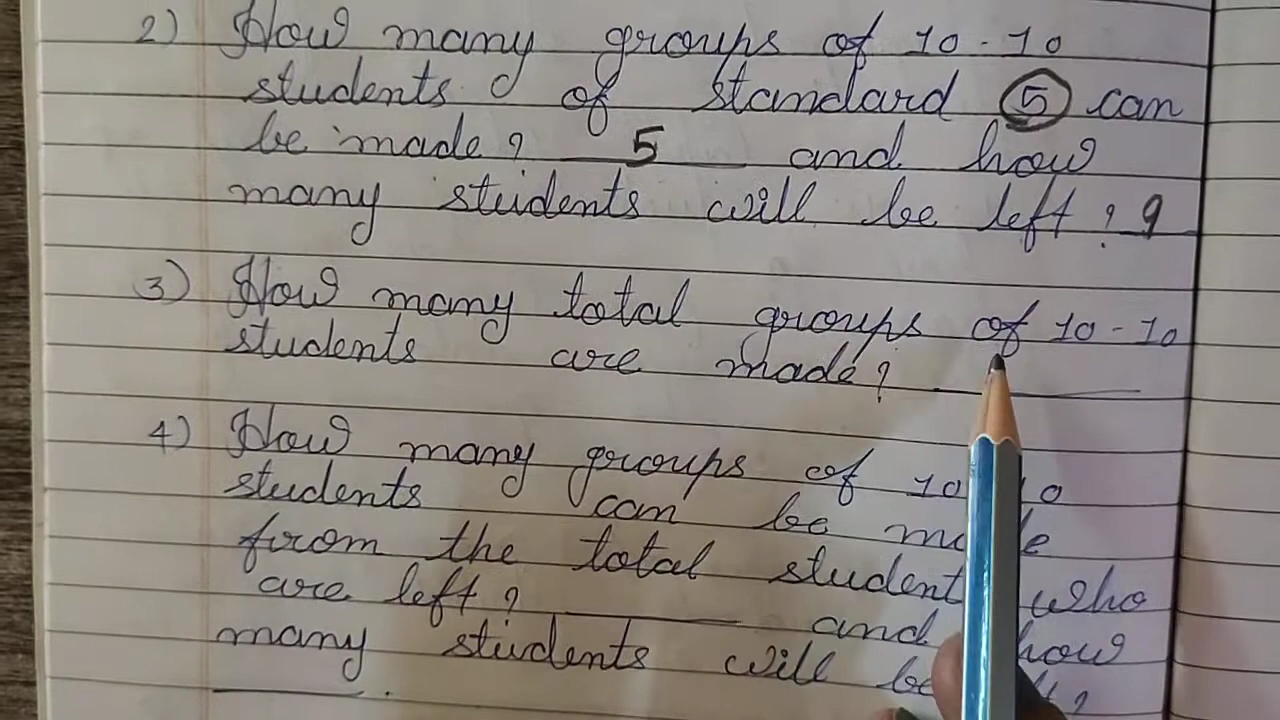 2) How many groups of 10-10
students of standard 5 can
be made? 5 and how
many students will be left? 9
3) How many total groups of 10-10
students are made?
4) How many groups of 10
students can be
from the total student who
are left? and how
many students will